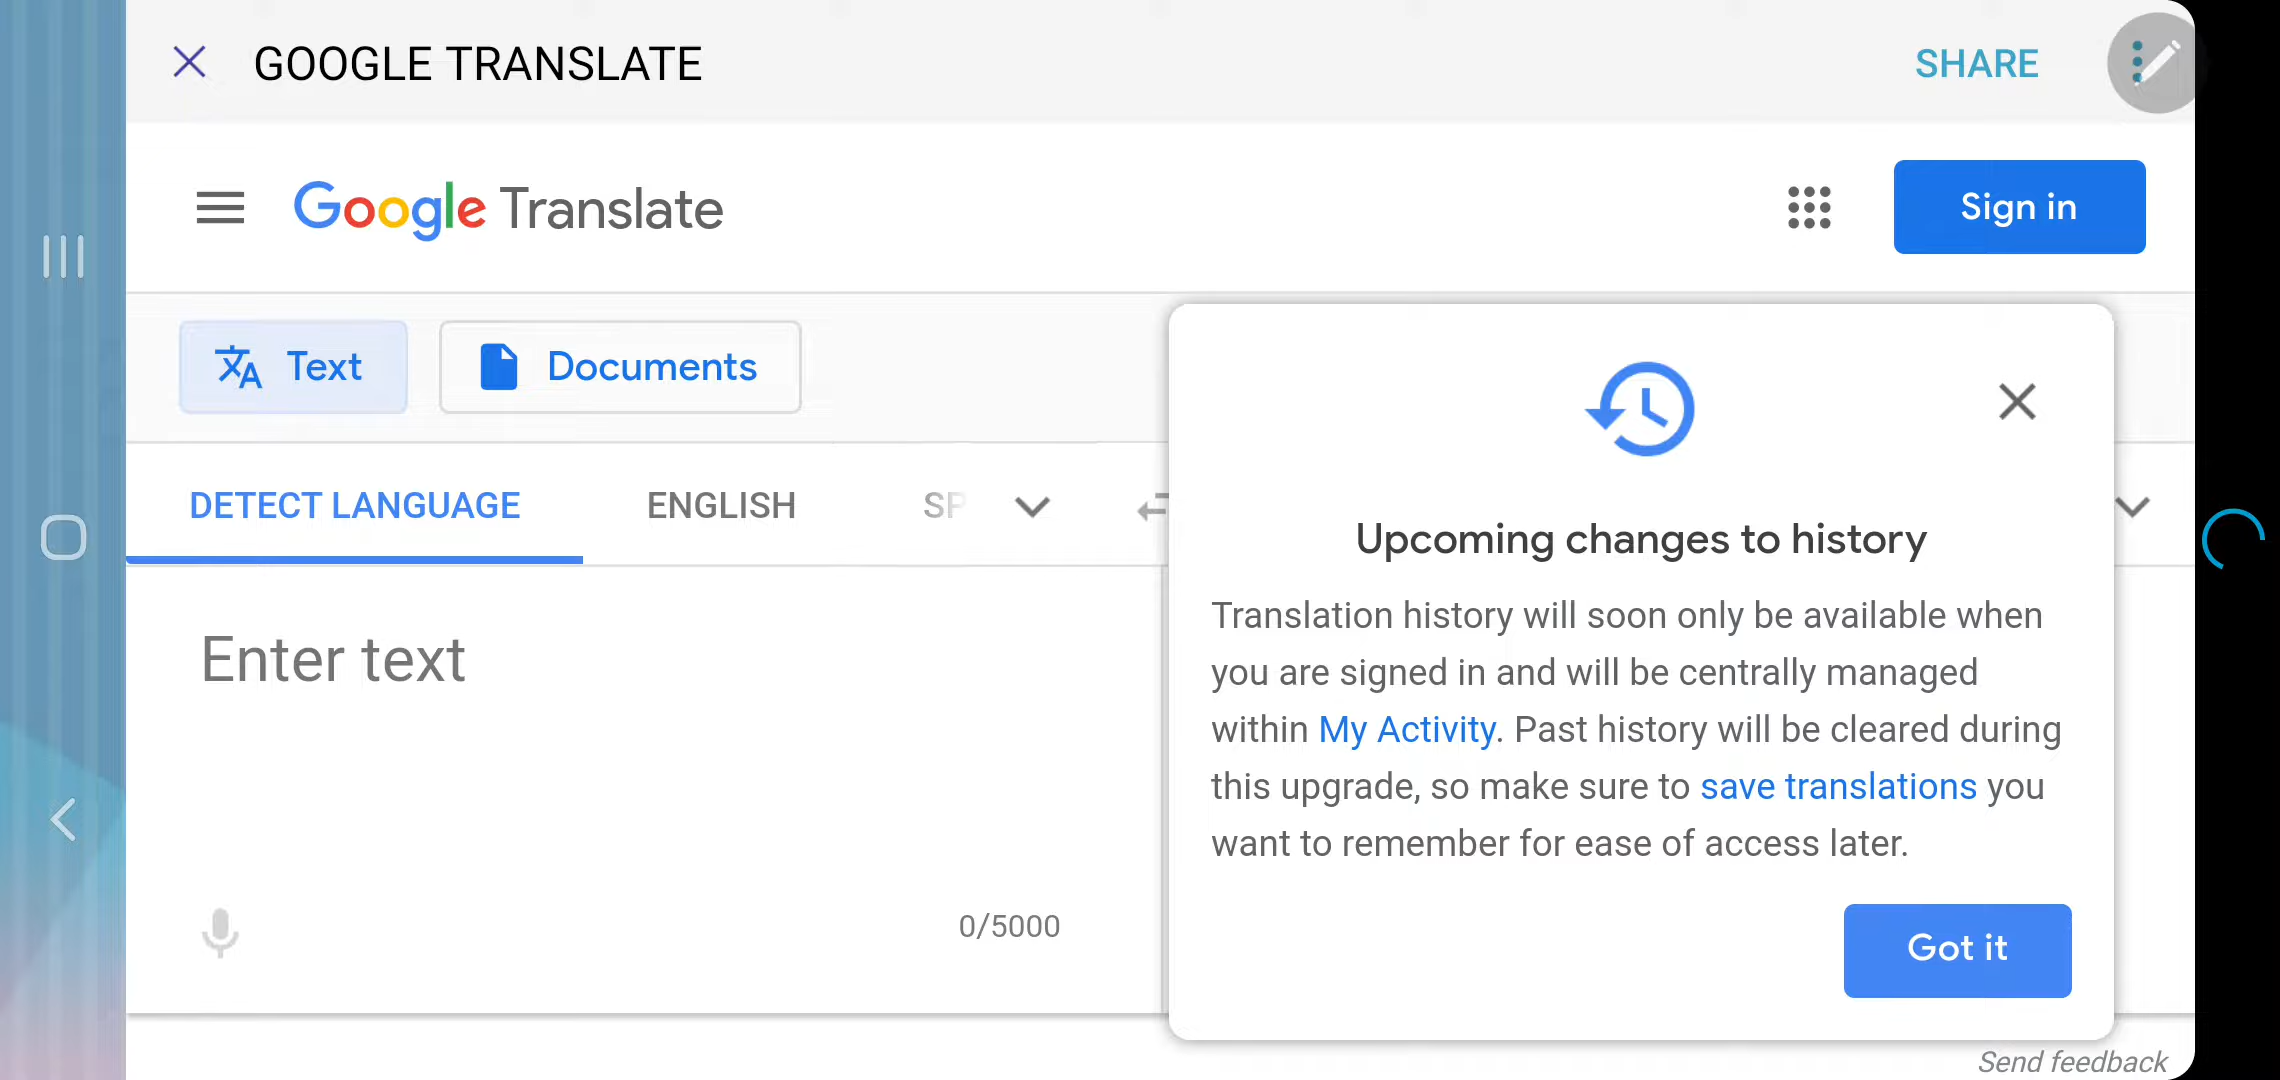 GOOGLE TRANSLATE
SHARE
Google Translate
Sign in
Text
Documents
DETECT LANGUAGE
ENGLISH
SP
Enter text
0/5000
Upcoming changes to history
Translation history will soon only be available when
you are signed in and will be centrally managed
within My Activity. Past history will be cleared during
this upgrade, so make sure to save translations you
want to remember for ease of access later.
Got it
Send feedback